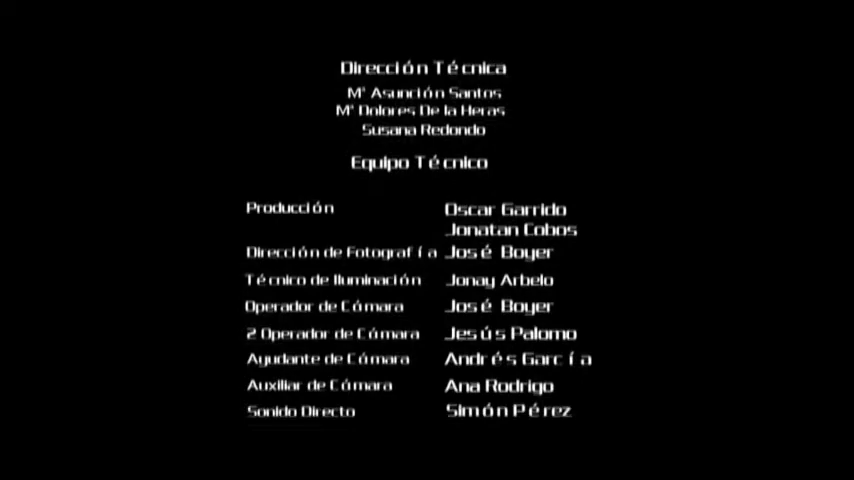 Dirección Técnica
Mª Asunción Santos
Mª Dolores De la Heras
Susana Redondo
Equipo Técnico
Producción Oscar Garrido
Jonatan Cobos
Dirección de Fotografía José Boyer
Técnico de Iluminación Jonay Arbelo
Operador de Cámara José Boyer
2 Operador de Cámara Jesús Palomo
Ayudante de Cámara Andrés García
Auxiliar de Cámara Ana Rodrigo
Sonido Directo Simón Pérez